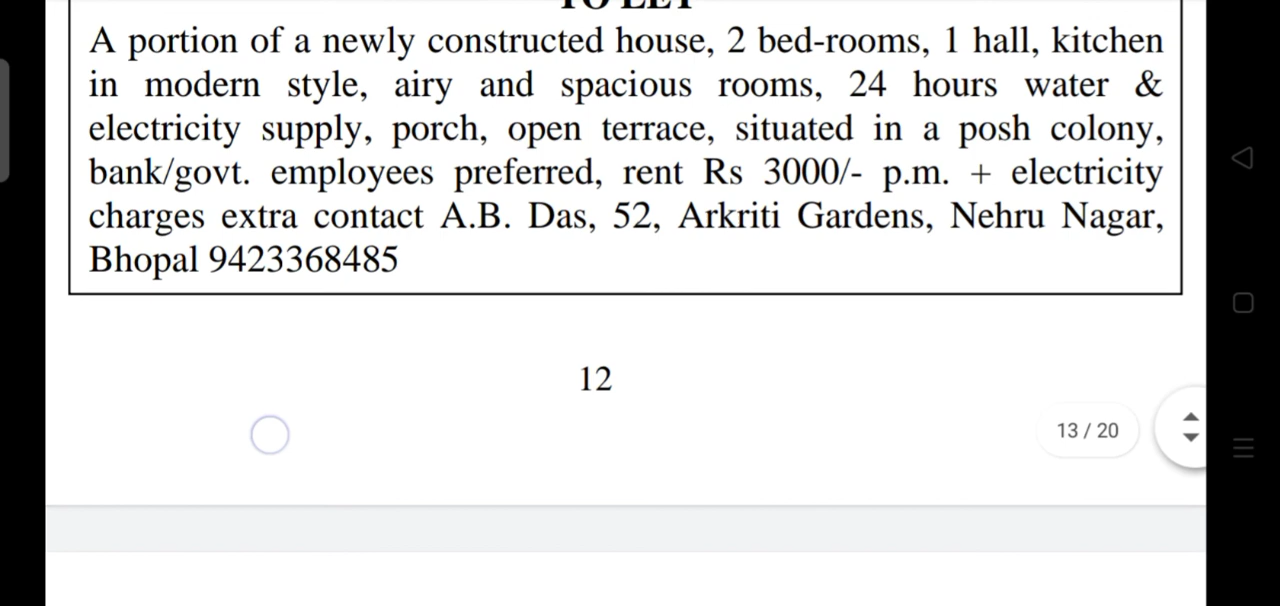 TO LET
A portion of a newly constructed house, 2 bed-rooms, 1 hall, kitchen
in modern style, airy and spacious rooms, 24 hours water &
electricity supply, porch, open terrace, situated in a posh colony,
bank/govt. employees preferred, rent Rs 3000/- p.m. + electricity
charges extra contact A.B. Das, 52, Arkriti Gardens, Nehru Nagar,
Bhopal 9423368485
12
13 / 20